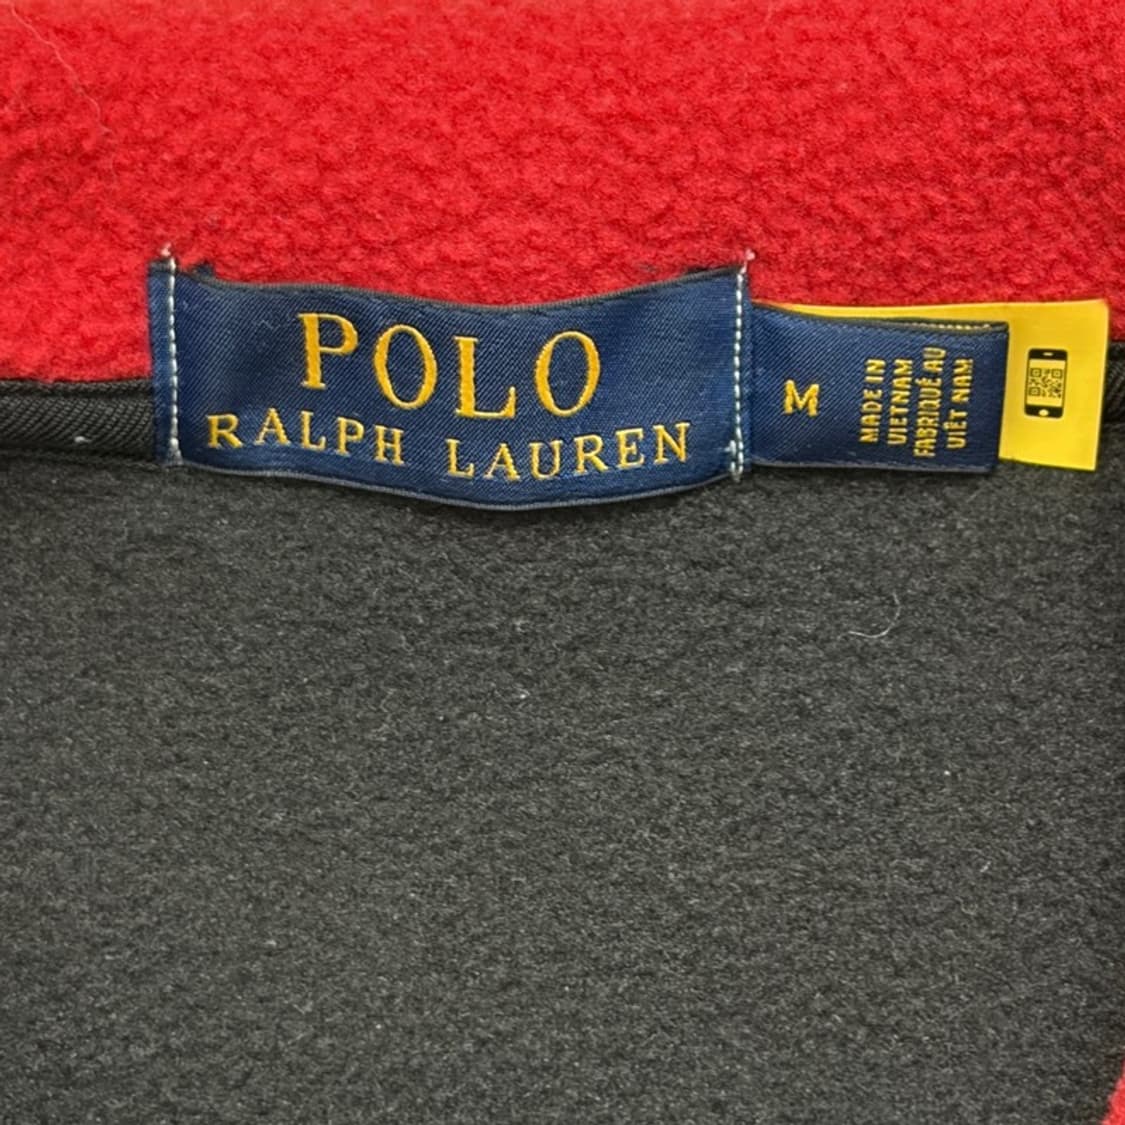 POLO
RALPH LAUREN
M
MADE IN
VIETNAM
FABRIQUÉ AU
VIÊT NAM